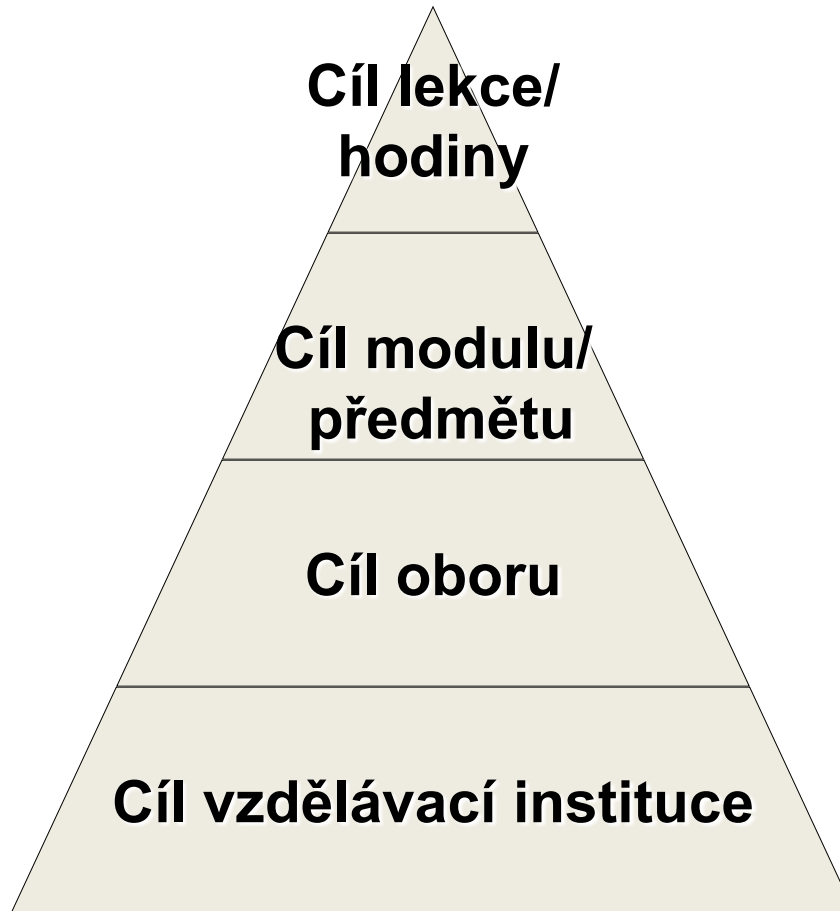 Cíl lekce/
hodiny
Cíl modulu/
předmětu
Cíl oboru
Cíl vzdělávací instituce